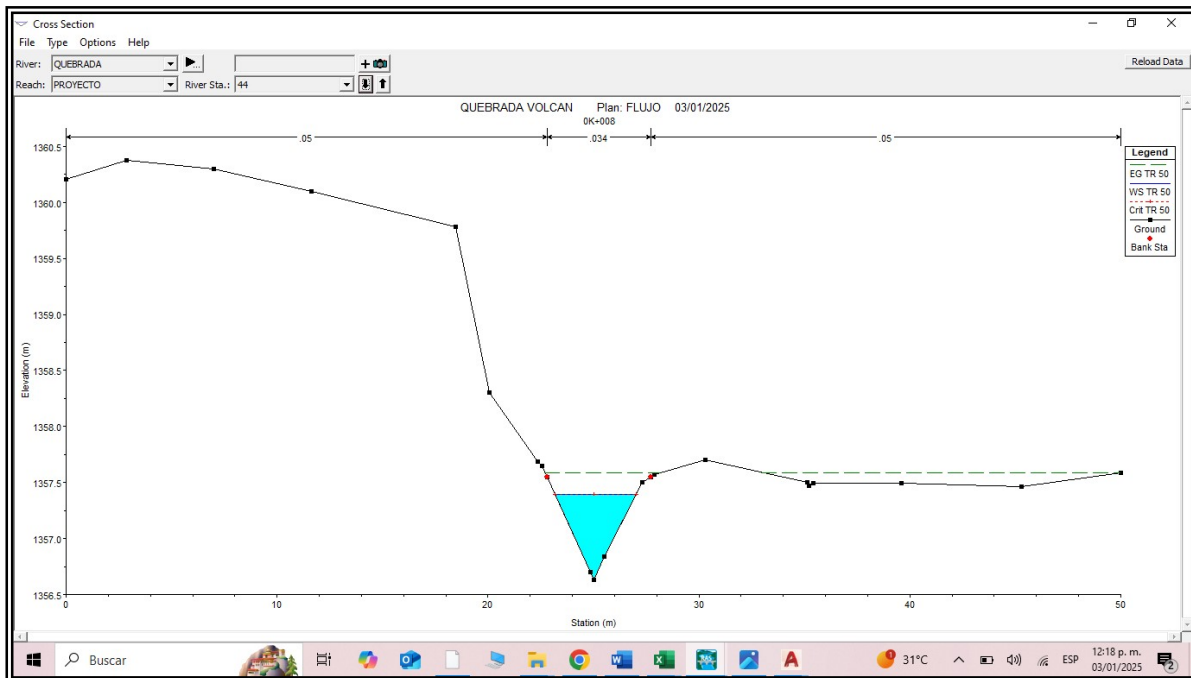 Cross Section
File Type Options Help
River: QUEBRADA
Reload Data
Reach: PROYECTO River Sta.: 44
QUEBRADA VOLCAN Plan: FLUJO 03/01/2025
0K+008
.05 .034 .05
Legend
EG TR 50
WS TR 50
Crit TR 50
Ground
Bank Sta
1360.5
1360.0
1359.5
1359.0
1358.5
1358.0
1357.5
1357.0
1356.5
Elevation (m)
0 10 20 30 40 50
Station (m)
Buscar
31°C ESP 12:18 p. m.
03/01/2025
2